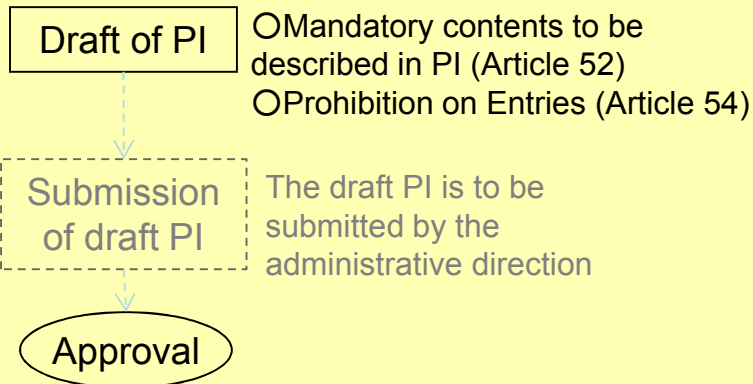 Draft of PI
○Mandatory contents to be
described in PI (Article 52)
○Prohibition on Entries (Article 54)
Submission
of draft PI
The draft PI is to be
submitted by the
administrative direction
Approval